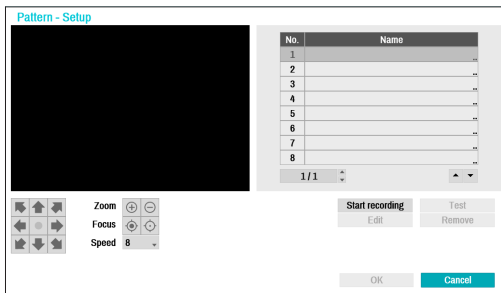 Pattern - Setup
No. Name
1 ..
2 ..
3 ..
4 ..
5 ..
6 ..
7 ..
8 ..
1 / 1
Zoom
Focus
Speed 8
Start recording Test
Edit Remove
OK Cancel